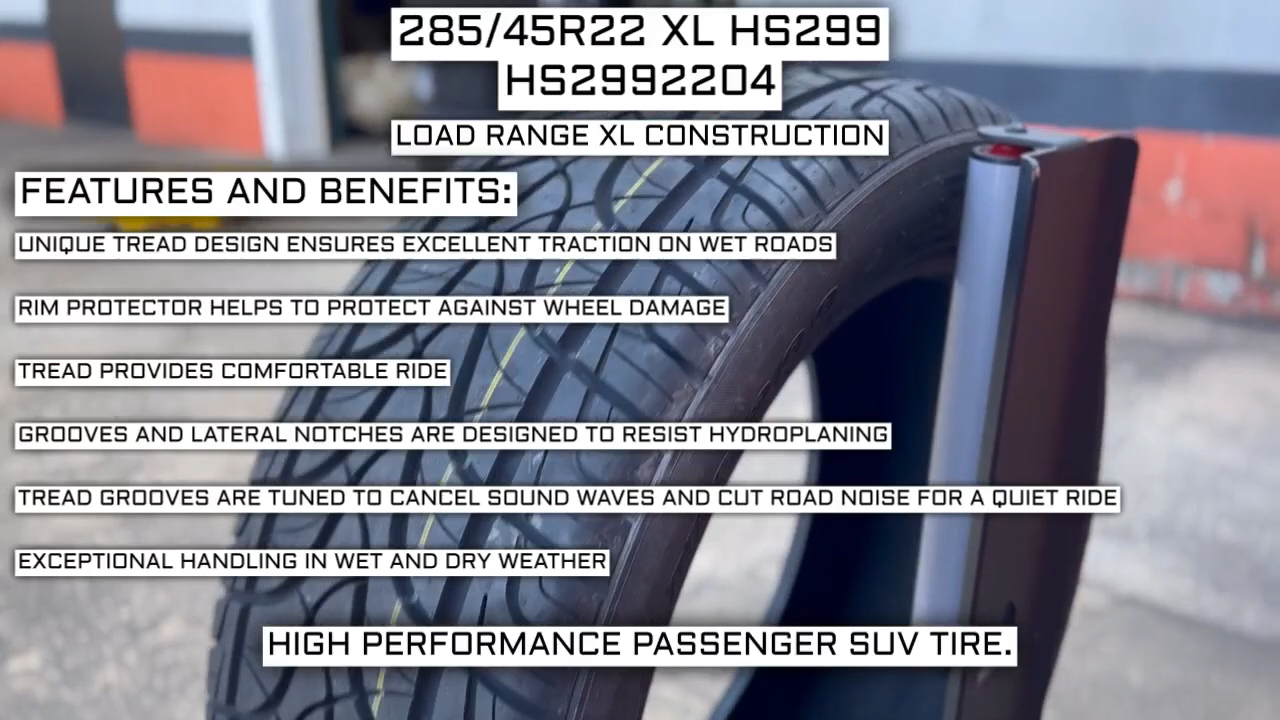 285/45R22 XL HS299
HS2992204
LOAD RANGE XL CONSTRUCTION
FEATURES AND BENEFITS:
UNIQUE TREAD DESIGN ENSURES EXCELLENT TRACTION ON WET ROADS
RIM PROTECTOR HELPS TO PROTECT AGAINST WHEEL DAMAGE
TREAD PROVIDES COMFORTABLE RIDE
GROOVES AND LATERAL NOTCHES ARE DESIGNED TO RESIST HYDROPLANING
TREAD GROOVES ARE TUNED TO CANCEL SOUND WAVES AND CUT ROAD NOISE FOR A QUIET RIDE
EXCEPTIONAL HANDLING IN WET AND DRY WEATHER
HIGH PERFORMANCE PASSENGER SUV TIRE.